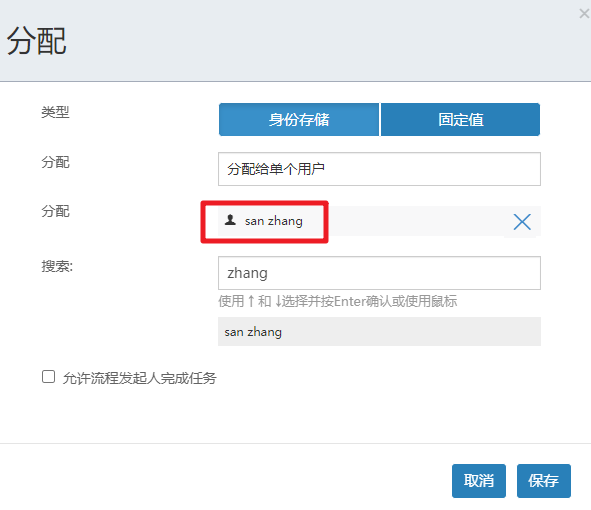 分配
类型
身份存储
固定值
分配
分配给单个用户
分配
san zhang
搜索:
zhang
使用↑和↓选择并按Enter确认或使用鼠标
san zhang
允许流程发起人完成任务
取消
保存